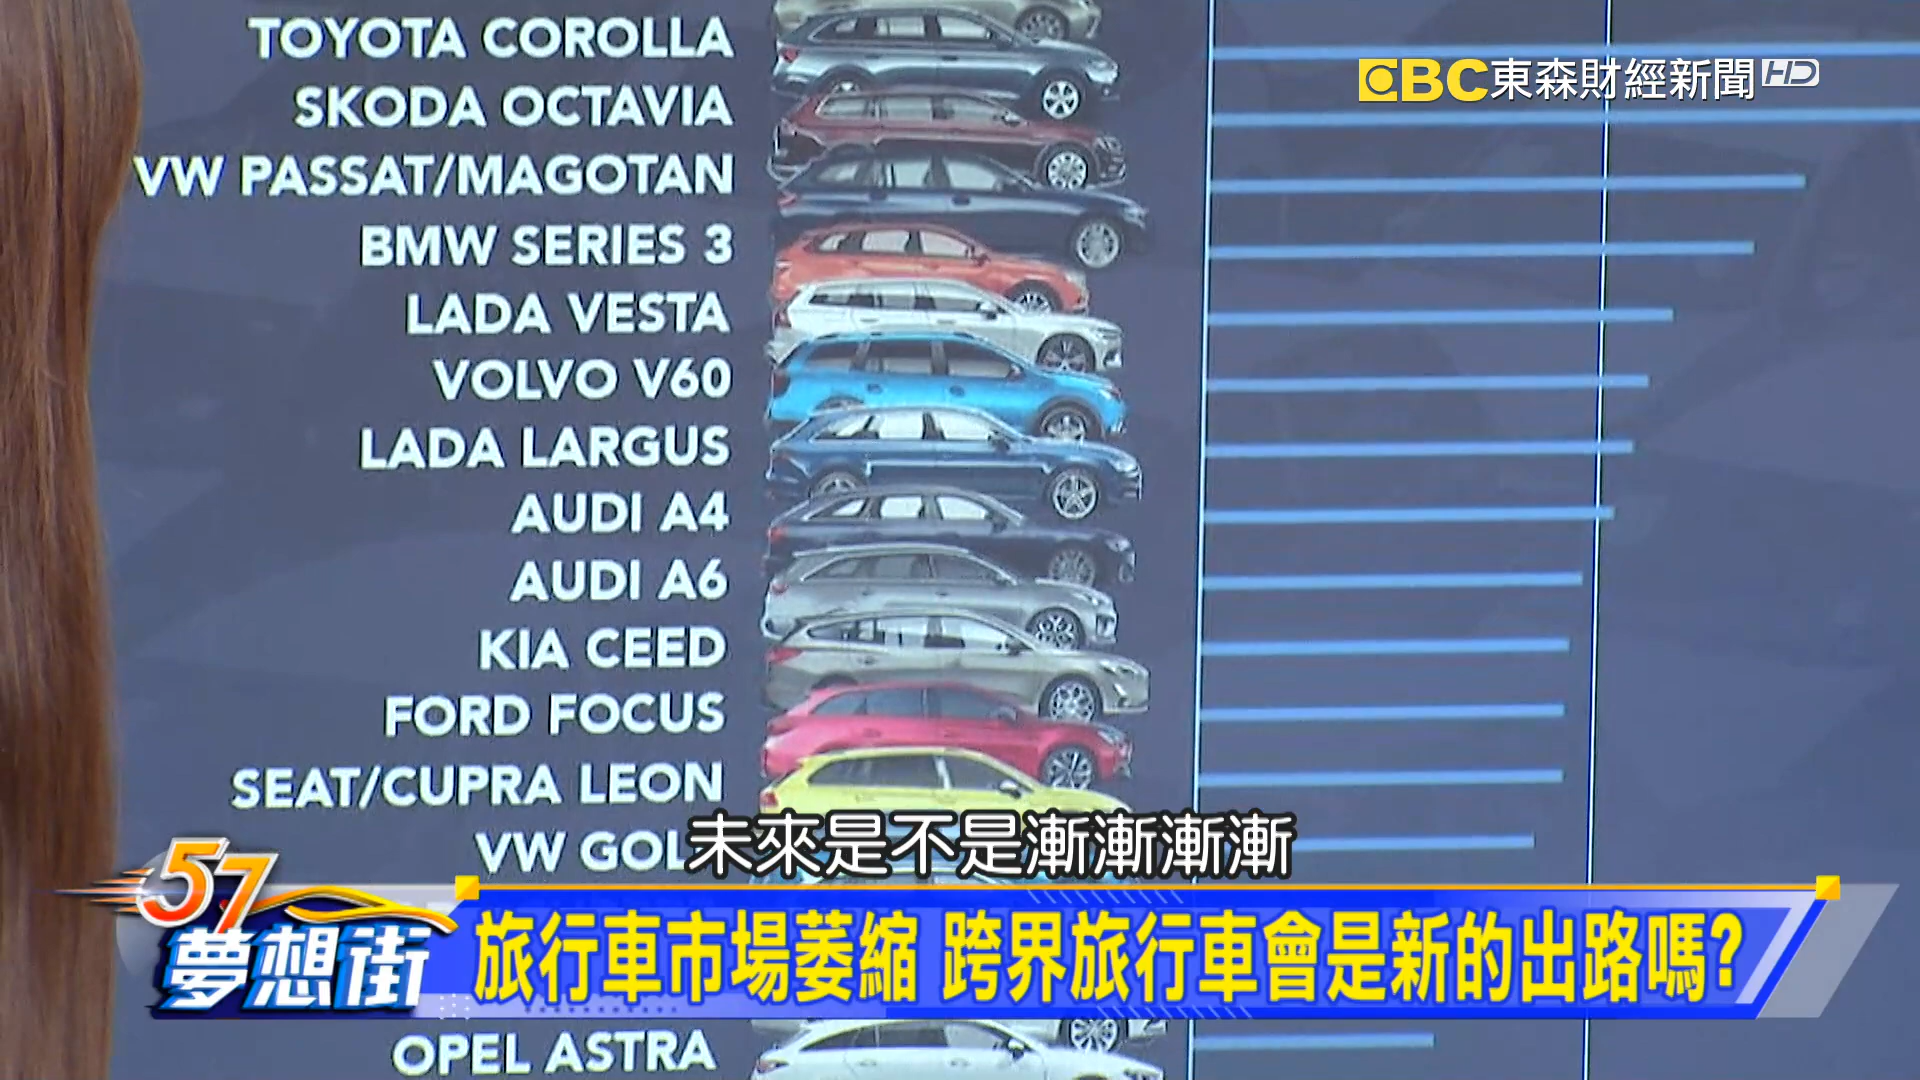 TOYOTA COROLLA
EBC東森財經新聞HD
SKODA OCTAVIA
VW PASSAT/MAGOTAN
BMW SERIES 3
LADA VESTA
VOLVO V60
LADA LARGUS
AUDI A4
AUDI A6
KIA CEED
FORD FOCUS
SEAT/CUPRA LEON
VW GOL
未來是不是漸漸漸漸
57夢想街
旅行車市場萎縮 跨界旅行車會是新的出路嗎?
OPEL ASTRA